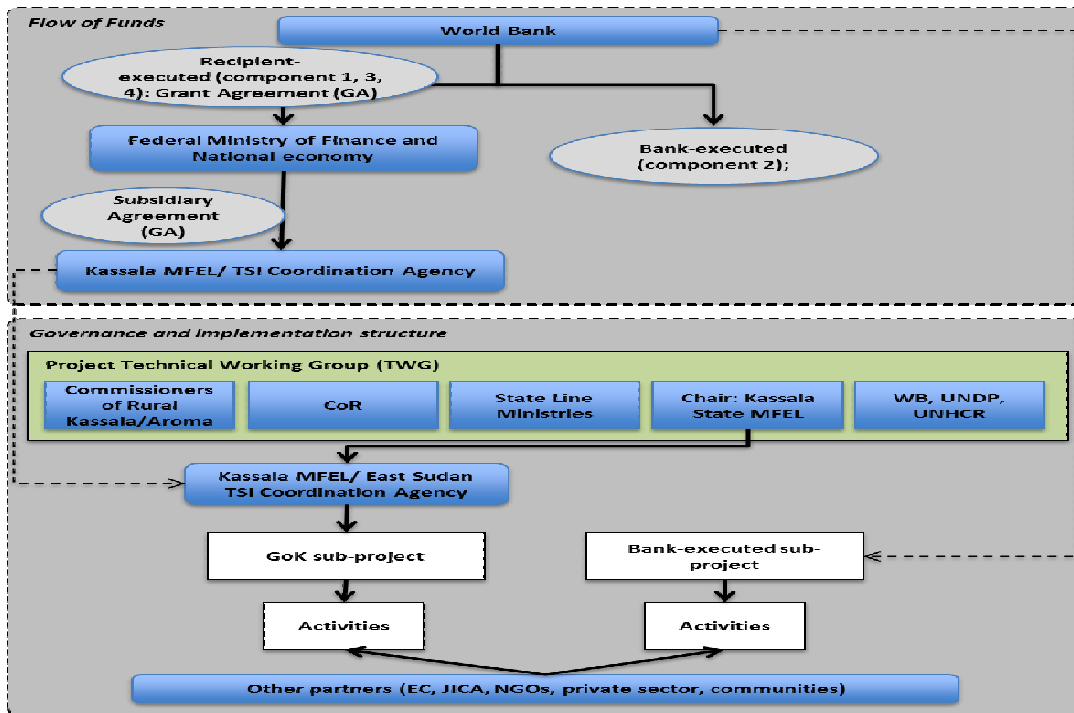 Flow of Funds
World Bank
Recipient-
executed (component 1, 3,
4): Grant Agreement (GA)
Federal Ministry of Finance and
National economy
Bank-executed
(component 2);
Subsidiary
Agreement
(GA)
Kassala MFEL/ TSI Coordination Agency
Governance and implementation structure
Project Technical Working Group (TWG)
Commissioners
of Rural
Kassala/Aroma
CoR
State Line
Ministries
Chair: Kassala
State MFEL
WB, UNDP,
UNHCR
Kassala MFEL/ East Sudan
TSI Coordination Agency
GoK sub-project
Bank-executed sub-
project
Activities
Activities
Other partners (EC, JICA, NGOs, private sector, communities)